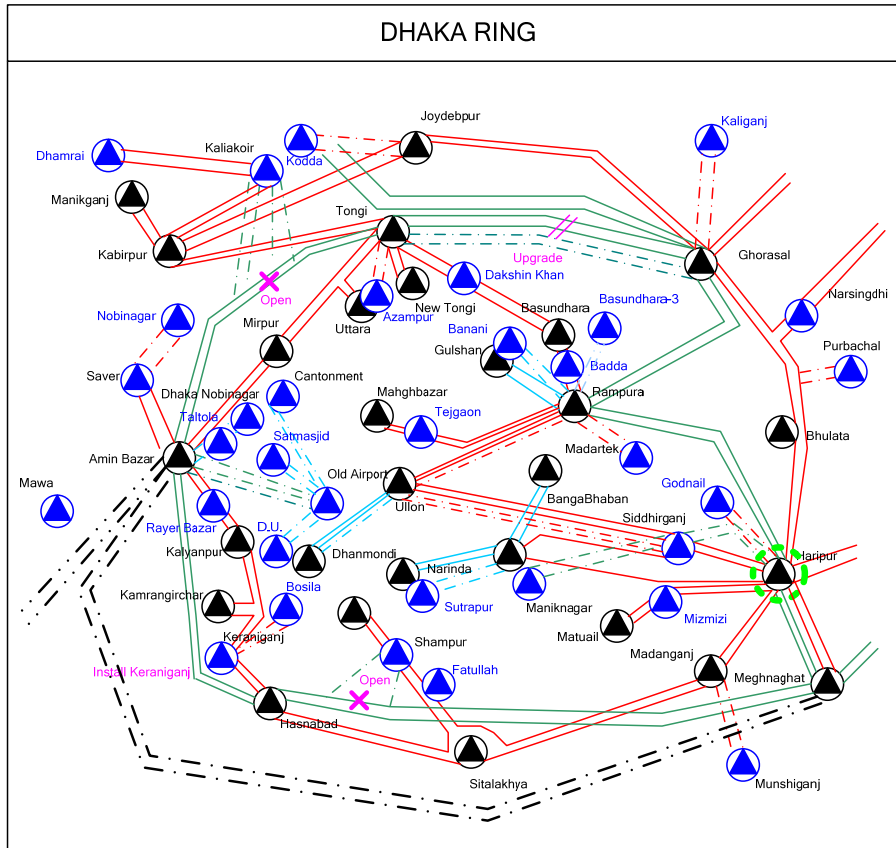 DHAKA RING
Joydebpur
Kaliganj
Kaliakoir
Dhamrai
Kodda
Manikganj
Tongi
Kabirpur
Upgrade
Ghorasal
Dakshin Khan
Open
New Tongi
Uttara
Azampur
Basundhara
Basundhara-3
Narsingdhi
Nobinagar
Mirpur
Banani
Gulshan
Purbachal
Badda
Saver
Cantonment
Dhaka Nobinagar
Mahghbazar
Rampura
Taltola
Tejgaon
Satmasjid
Bhulata
Amin Bazar
Madartek
Old Airport
Mawa
BangaBhaban
Godnail
Ullon
Siddhirganj
Rayer Bazar
D.U.
Kalyanpur
Dhanmondi
Haripur
Narinda
Bosila
Kamrangirchar
Sutrapur
Maniknagar
Mizmizi
Matuail
Keraniganj
Shampur
Madanganj
Install Keraniganj
Open
Fatullah
Meghnaghat
Hasnabad
Sitalakhya
Munshiganj